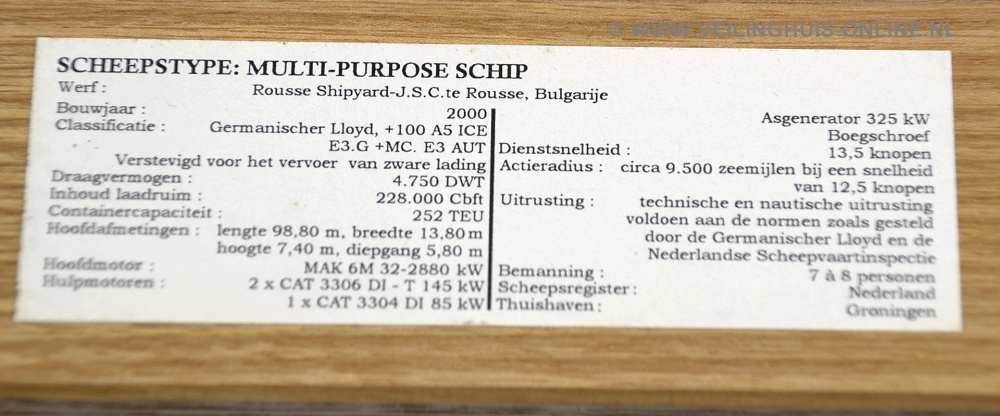 © WWW.VEILINGHUIS-ONLINE.NL
SCHEEPSTYPE: MULTI-PURPOSE SCHIP
Werf : Rousse Shipyard-J.S.C.te Rousse, Bulgarije
Bouwjaar : 2000
Classificatie : Germanischer Lloyd, +100 A5 ICE
E3.G +MC. E3 AUT
Verstevigd voor het vervoer van zware lading
Draagvermogen : 4.750 DWT
Inhoud laadruim : 228.000 Cbft
Containercapaciteit : 252 TEU
Hoofdafmetingen : lengte 98,80 m, breedte 13,80 m
hoogte 7,40 m, diepgang 5,80 m
Hoofdmotor : MAK 6M 32-2880 kW
Hulpmotoren : 2 x CAT 3306 DI - T 145 kW
1 x CAT 3304 DI 85 kW
Asgenerator 325 kW
Boegschroef
Dienstsnelheid : 13,5 knopen
Actieradius : circa 9.500 zeemijlen bij een snelheid
van 12,5 knopen
Uitrusting : technische en nautische uitrusting
voldoen aan de normen zoals gesteld
door de Germanischer Lloyd en de
Nederlandse Scheepvaartinspectie
Bemanning : 7 à 8 personen
Scheepsregister : Nederland
Thuishaven : Groningen